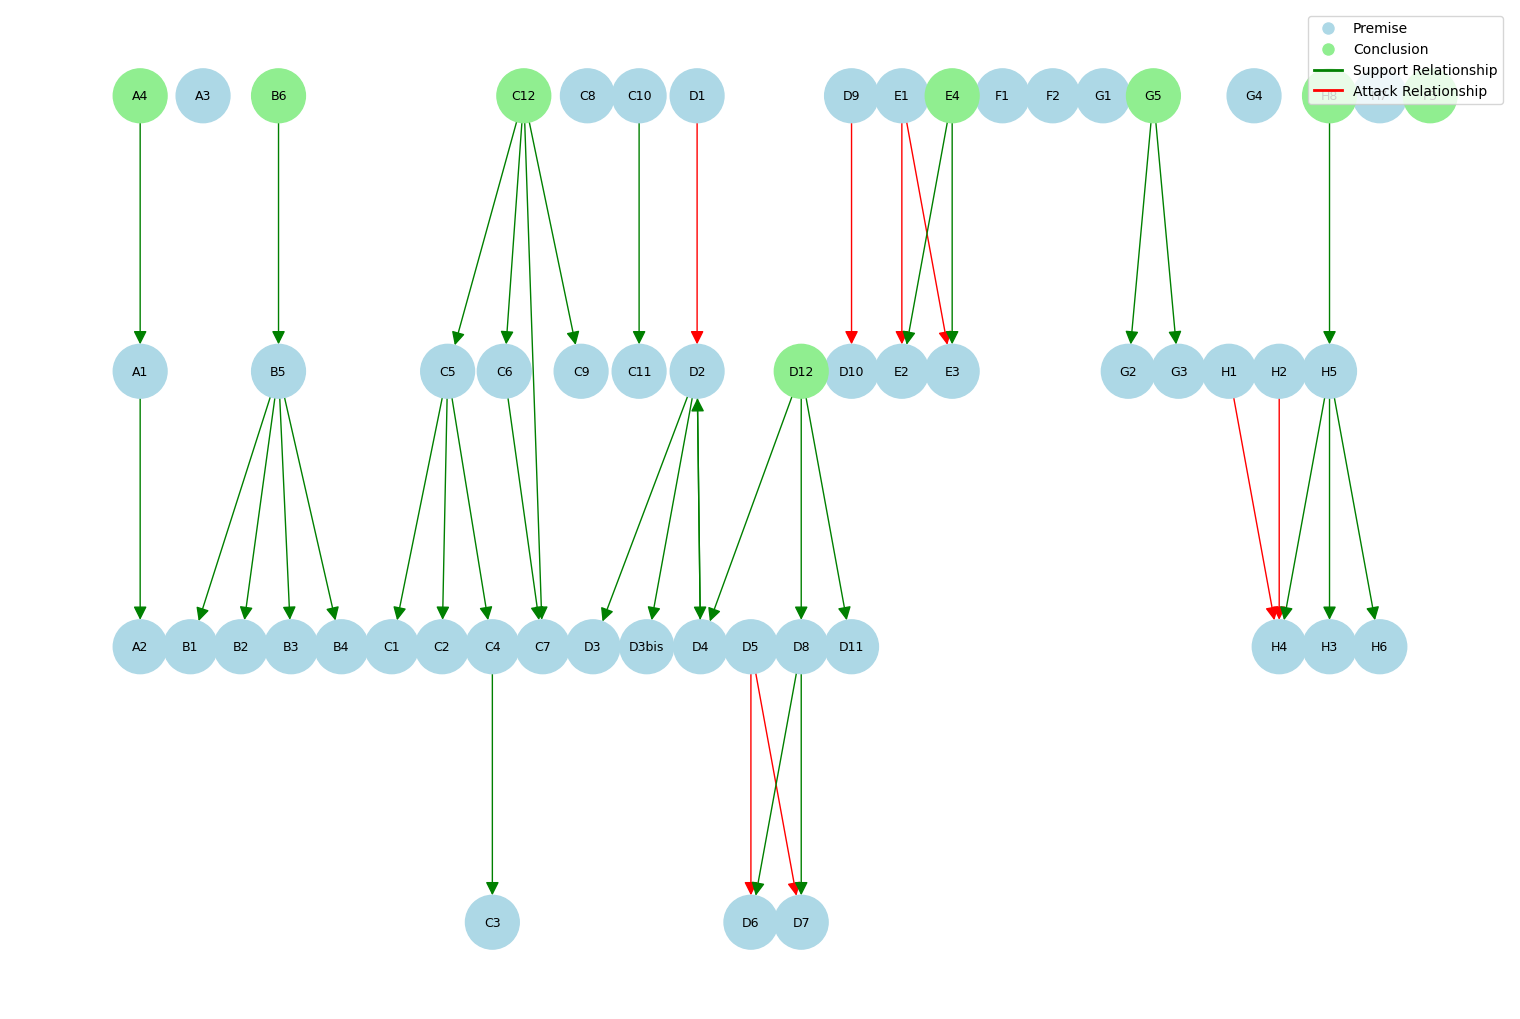 Premise
Conclusion
Support Relationship
Attack Relationship
A4 A3 B6 C12 C8 C10 D1 D9 E1 E4 F1 F2 G1 G5 G4 H8 H7
A1 B5 C5 C6 C9 C11 D2 D12 D10 E2 E3 G2 G3 H1 H2 H5
A2 B1 B2 B3 B4 C1 C2 C4 C7 D3 D3bis D4 D5 D8 D11 H4 H3 H6
C3 D6 D7